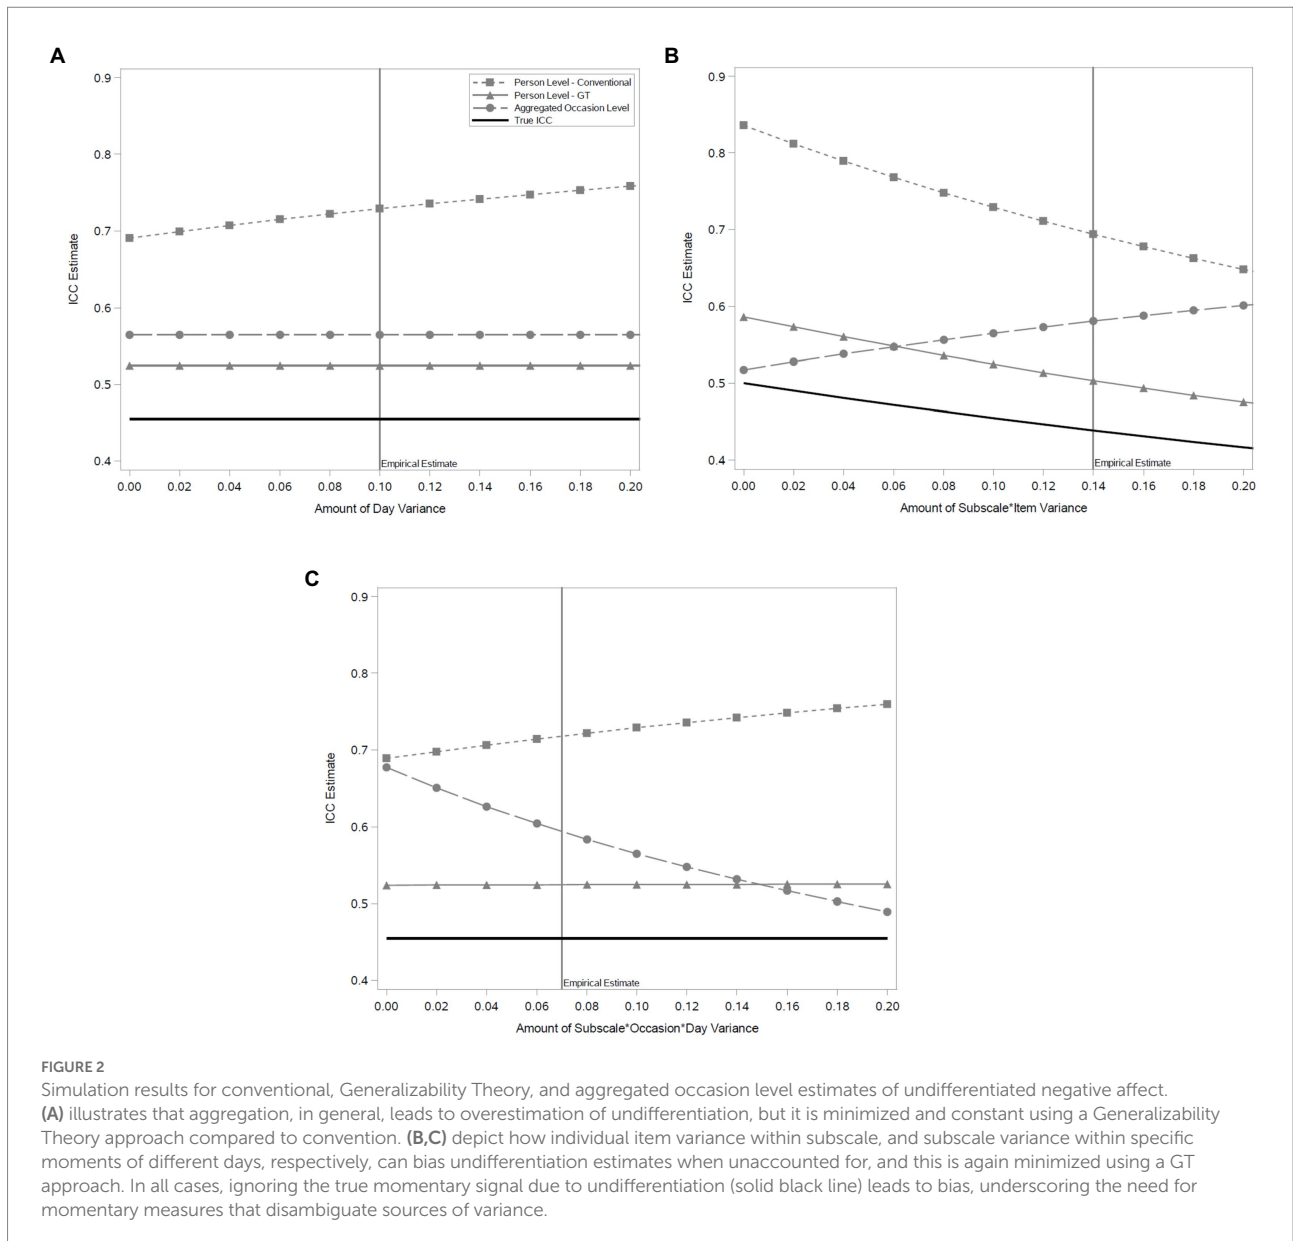 A
0.9
0.8
0.7
0.6
0.5
0.4
ICC Estimate
Person Level - Conventional
Person Level - GT
Aggregated Occasion Level
True ICC
Empirical Estimate
0.00 0.02 0.04 0.06 0.08 0.10 0.12 0.14 0.16 0.18 0.20
Amount of Day Variance
B
0.9
0.8
0.7
0.6
0.5
0.4
ICC Estimate
Empirical Estimate
0.00 0.02 0.04 0.06 0.08 0.10 0.12 0.14 0.16 0.18 0.20
Amount of Subscale*Item Variance
C
0.9
0.8
0.7
0.6
0.5
0.4
ICC Estimate
Empirical Estimate
0.00 0.02 0.04 0.06 0.08 0.10 0.12 0.14 0.16 0.18 0.20
Amount of Subscale*Occasion*Day Variance
FIGURE 2
Simulation results for conventional, Generalizability Theory, and aggregated occasion level estimates of undifferentiated negative affect.
(A) illustrates that aggregation, in general, leads to overestimation of undifferentiation, but it is minimized and constant using a Generalizability
Theory approach compared to convention. (B,C) depict how individual item variance within subscale, and subscale variance within specific
moments of different days, respectively, can bias undifferentiation estimates when unaccounted for, and this is again minimized using a GT
approach. In all cases, ignoring the true momentary signal due to undifferentiation (solid black line) leads to bias, underscoring the need for
momentary measures that disambiguate sources of variance.